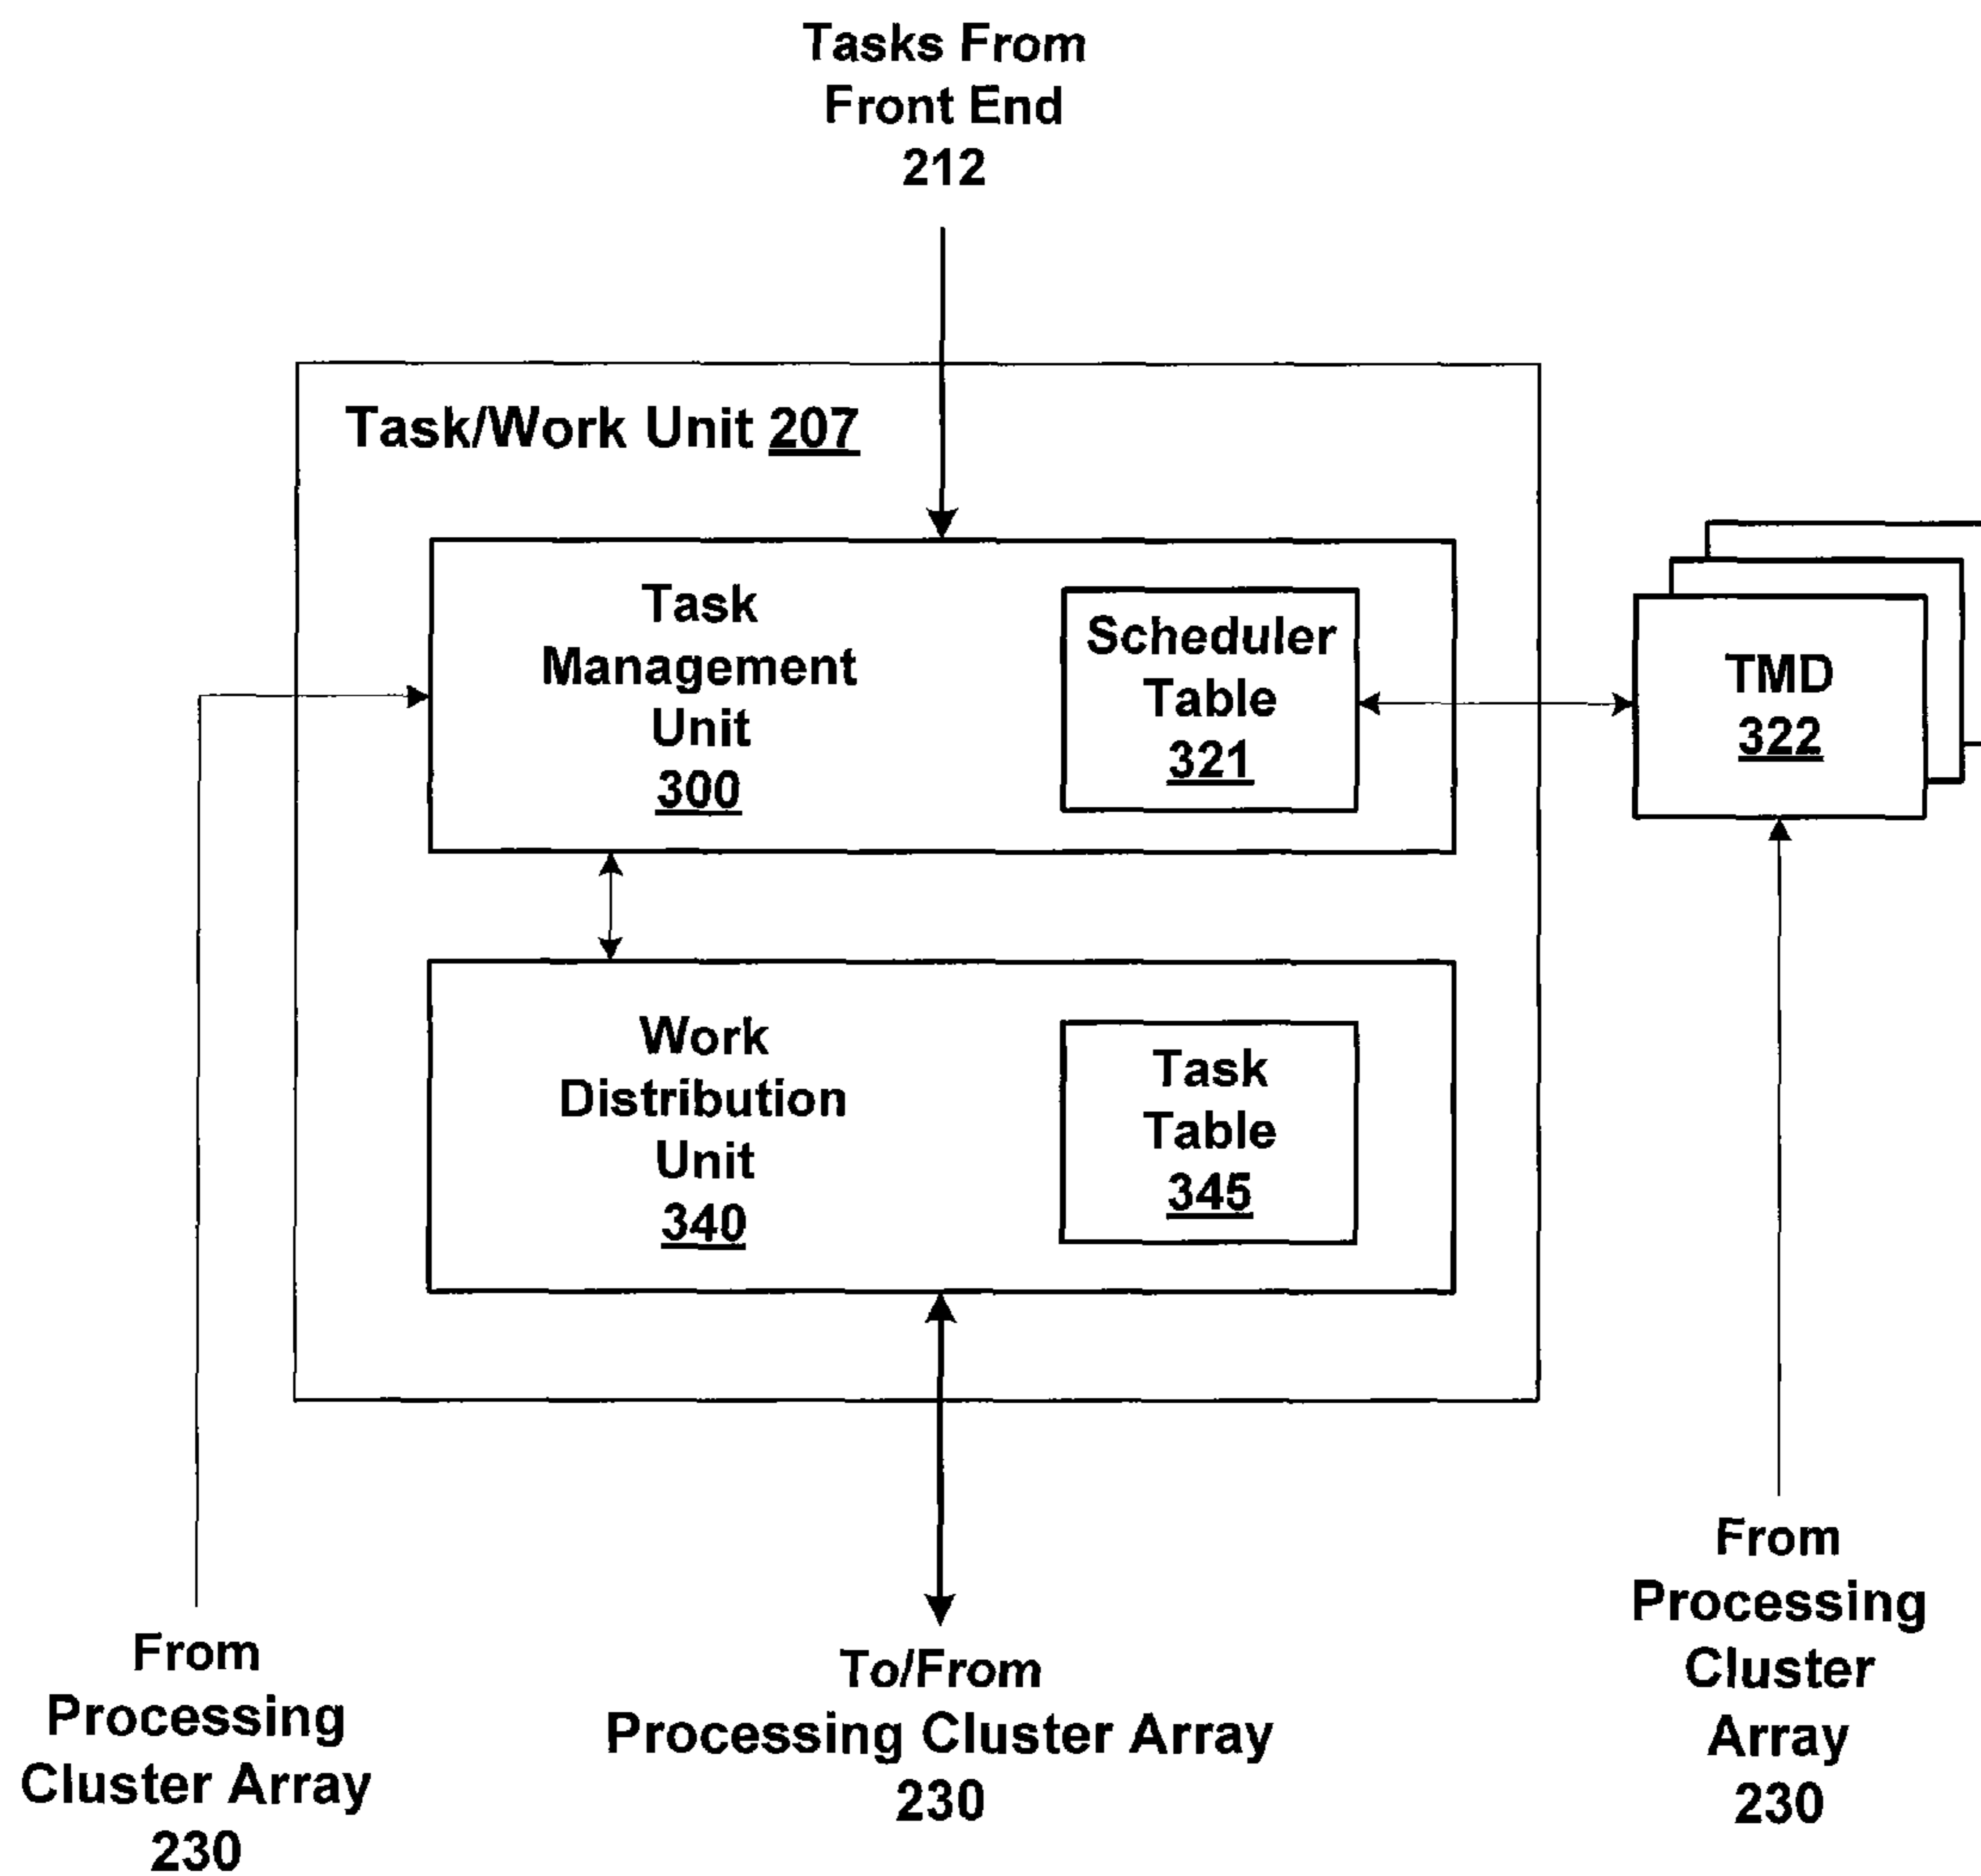 Tasks From
Front End
212
Task/Work Unit 207
Task
Management
Unit
300
Scheduler
Table
321
TMD
322
Work
Distribution
Unit
340
Task
Table
345
From
Processing
Cluster Array
230
To/From
Processing Cluster Array
230
From
Processing
Cluster
Array
230